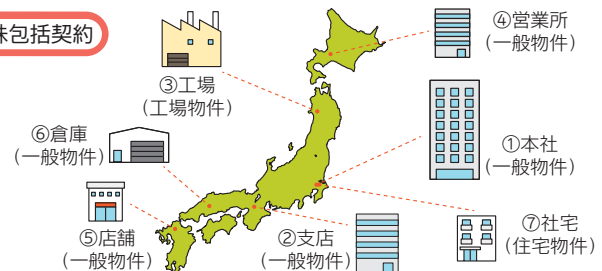 包括契約
④営業所
(一般物件)
③工場
(工場物件)
①本社
(一般物件)
⑥倉庫
(一般物件)
⑤店舗
(一般物件)
②支店
(一般物件)
⑦社宅
(住宅物件)